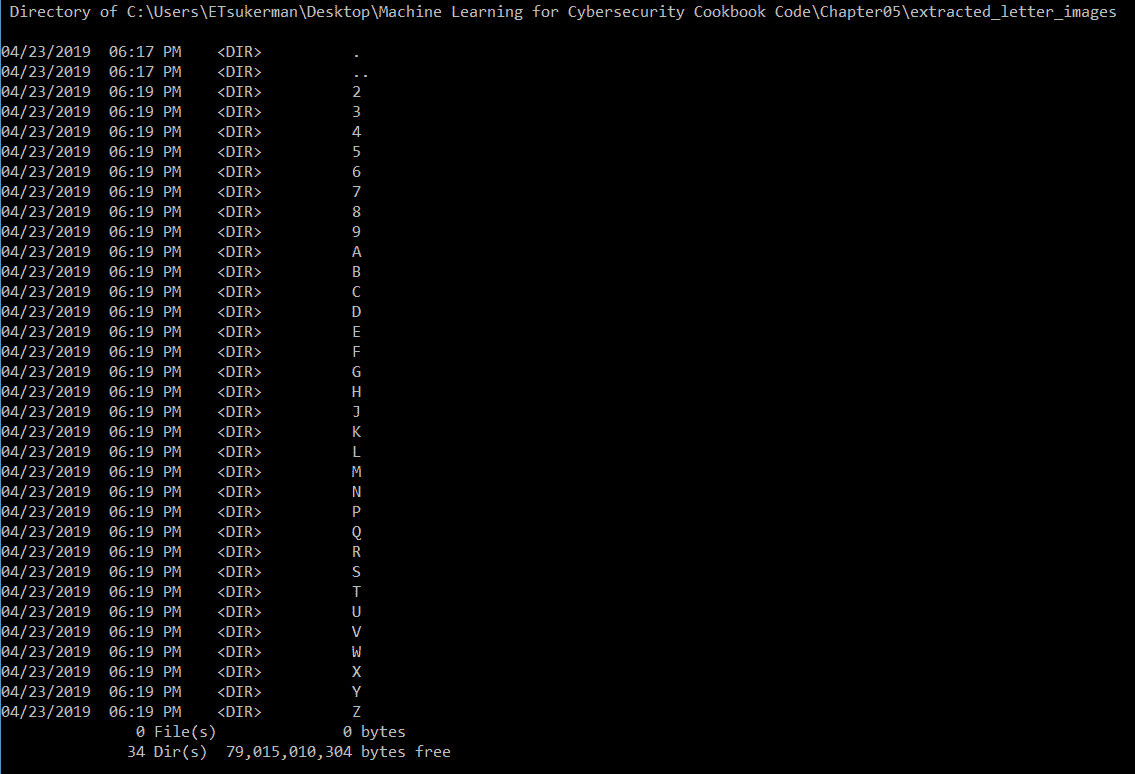 Directory of C:\Users\ETsukerman\Desktop\Machine Learning for Cybersecurity Cookbook Code\Chapter05\extracted_letter_images
04/23/2019  06:17 PM    <DIR>          .
04/23/2019  06:17 PM    <DIR>          ..
04/23/2019  06:19 PM    <DIR>          2
04/23/2019  06:19 PM    <DIR>          3
04/23/2019  06:19 PM    <DIR>          4
04/23/2019  06:19 PM    <DIR>          5
04/23/2019  06:19 PM    <DIR>          6
04/23/2019  06:19 PM    <DIR>          7
04/23/2019  06:19 PM    <DIR>          8
04/23/2019  06:19 PM    <DIR>          9
04/23/2019  06:19 PM    <DIR>          A
04/23/2019  06:19 PM    <DIR>          B
04/23/2019  06:19 PM    <DIR>          C
04/23/2019  06:19 PM    <DIR>          D
04/23/2019  06:19 PM    <DIR>          E
04/23/2019  06:19 PM    <DIR>          F
04/23/2019  06:19 PM    <DIR>          G
04/23/2019  06:19 PM    <DIR>          H
04/23/2019  06:19 PM    <DIR>          J
04/23/2019  06:19 PM    <DIR>          K
04/23/2019  06:19 PM    <DIR>          L
04/23/2019  06:19 PM    <DIR>          M
04/23/2019  06:19 PM    <DIR>          N
04/23/2019  06:19 PM    <DIR>          P
04/23/2019  06:19 PM    <DIR>          Q
04/23/2019  06:19 PM    <DIR>          R
04/23/2019  06:19 PM    <DIR>          S
04/23/2019  06:19 PM    <DIR>          T
04/23/2019  06:19 PM    <DIR>          U
04/23/2019  06:19 PM    <DIR>          V
04/23/2019  06:19 PM    <DIR>          W
04/23/2019  06:19 PM    <DIR>          X
04/23/2019  06:19 PM    <DIR>          Y
04/23/2019  06:19 PM    <DIR>          Z
0 File(s)              0 bytes
34 Dir(s)  79,015,010,304 bytes free